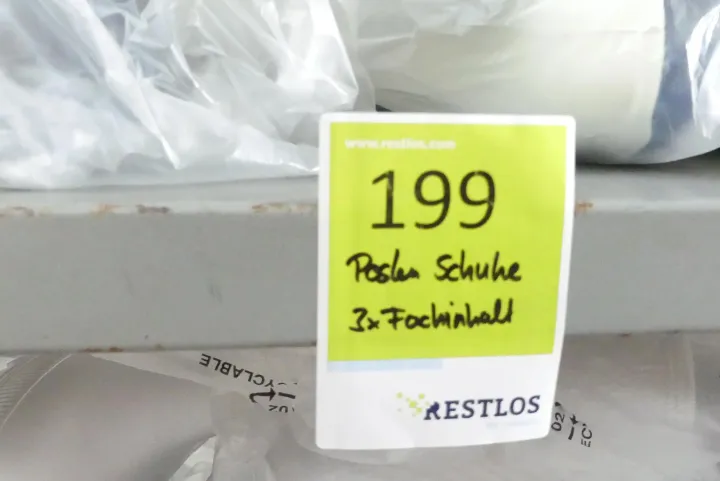 www.restlos.com
199
Posten Schuhe
3x Fachinhalt
RESTLOS